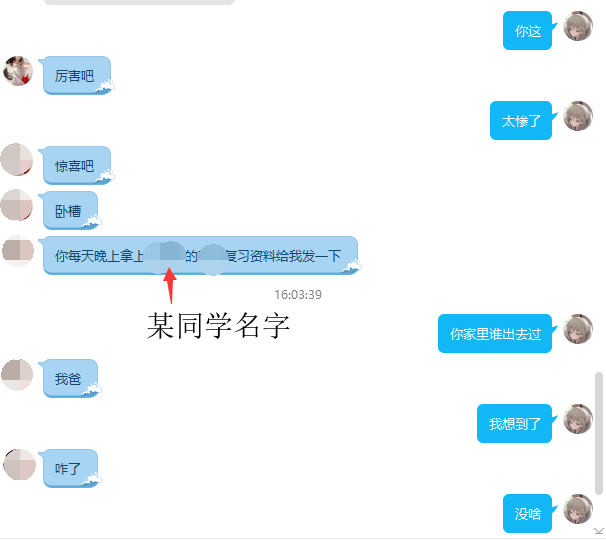 你这
厉害吧
太惨了
惊喜吧
卧槽
你每天晚上拿上的复习资料给我发一下
16:03:39
某同学名字
你家里谁出去过
我爸
我想到了
咋了
没啥